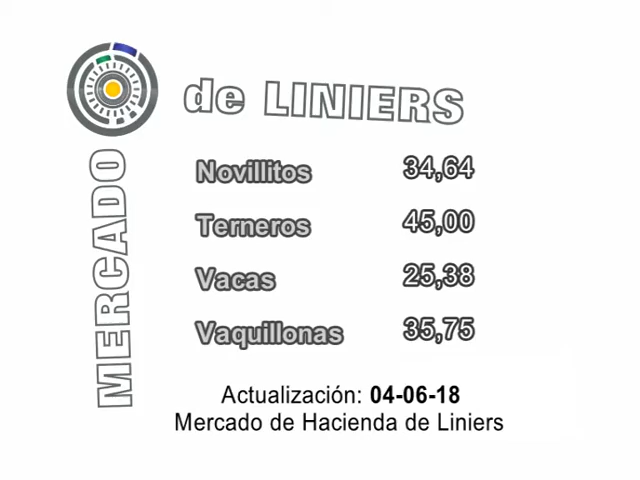 MERCADO
de LINIERS
Novillitos 34,64
Terneros 45,00
Vacas 25,38
Vaquillonas 35,75
Actualización: 04-06-18
Mercado de Hacienda de Liniers